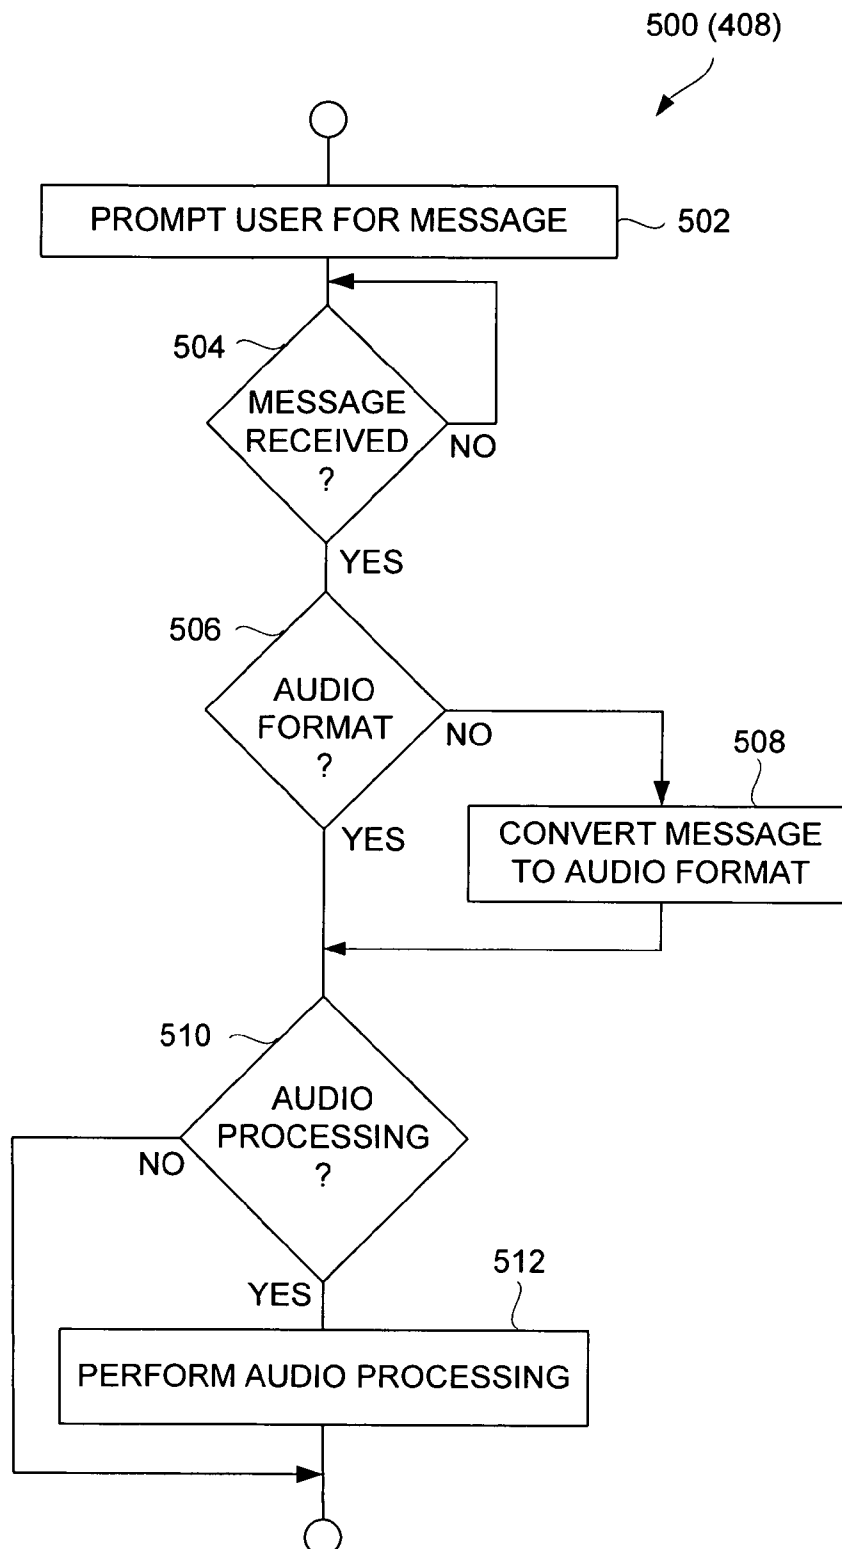 500 (408)
PROMPT USER FOR MESSAGE
502
504
MESSAGE
RECEIVED
?
NO
YES
506
AUDIO
FORMAT
?
NO
YES
508
CONVERT MESSAGE
TO AUDIO FORMAT
510
AUDIO
PROCESSING
?
NO
YES
512
PERFORM AUDIO PROCESSING